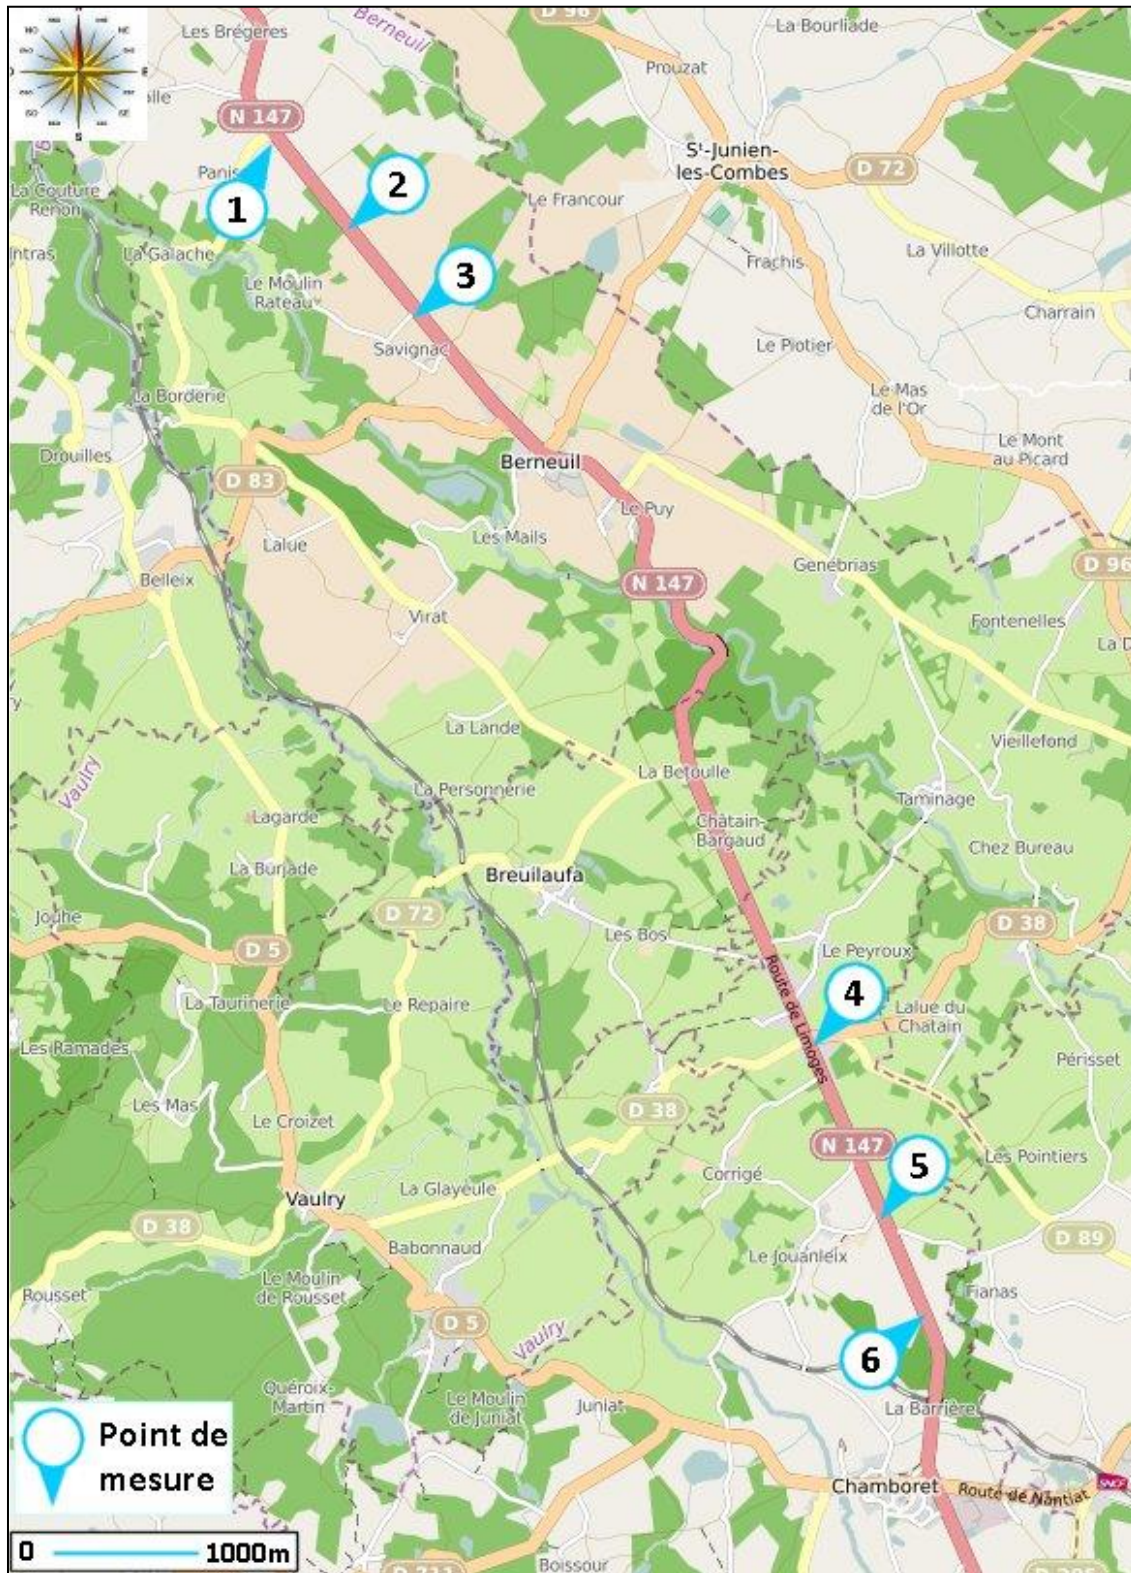 N
NO
NE
E
SO
SE
S
Les Brégères
Berneuil
La Bourliade
Prouzat
N 147
Panis
La Couture
Renon
1
2
3
Sᵗ-Junien-
les-Combes
D 72
Le Francour
La Villotte
La Galache
Le Moulin
Rateau
Frachis
Charrain
Savignac
Le Piotier
La Borderie
Le Mas
de l'Or
Drouilles
Le Mont
au Picard
Berneuil
D 83
Le Puy
Lalue
Les Mails
Genebrias
D 96
Belleix
N 147
Virat
Fontenelles
La Lande
Vieillefond
Vaulry
La Betoulle
La Personnerie
Taminage
Lagarde
Chatain-
Bargaud
La Burjade
Chez Bureau
Breuilaufa
Jouhe
D 72
D 38
D 5
Les Bos
Le Peyroux
La Taurinerie
Le Repaire
4
Lalue du
Chatain
Route de Limoges
Les Ramades
Périsset
Les Mas
Le Croizet
D 38
N 147
5
Les Pointiers
Corrigé
Vaulry
La Glayeule
D 38
D 89
Babonnaud
Le Jouanleix
Rousset
Le Moulin
de Rousset
Fianas
D 5
Vaulry
6
Quéroix-
Martin
Le Moulin
de Juniat
Juniat
La Barrière
Point de
mesure
Chamboret
Route de Nantiat
SNCF
0
1000m
Boissour